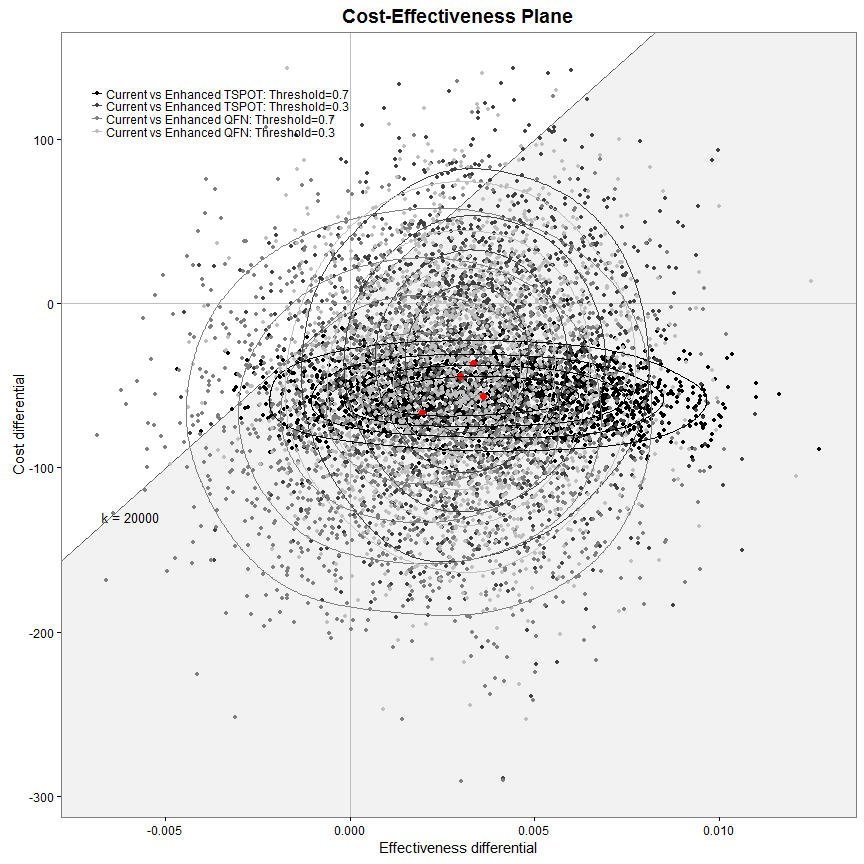 Cost-Effectiveness Plane
Current vs Enhanced TSPOT: Threshold=0.7
Current vs Enhanced TSPOT: Threshold=0.3
Current vs Enhanced QFN: Threshold=0.7
Current vs Enhanced QFN: Threshold=0.3
100
0
-100
-200
-300
Cost differential
k = 20000
-0.005
0.000
0.005
0.010
Effectiveness differential